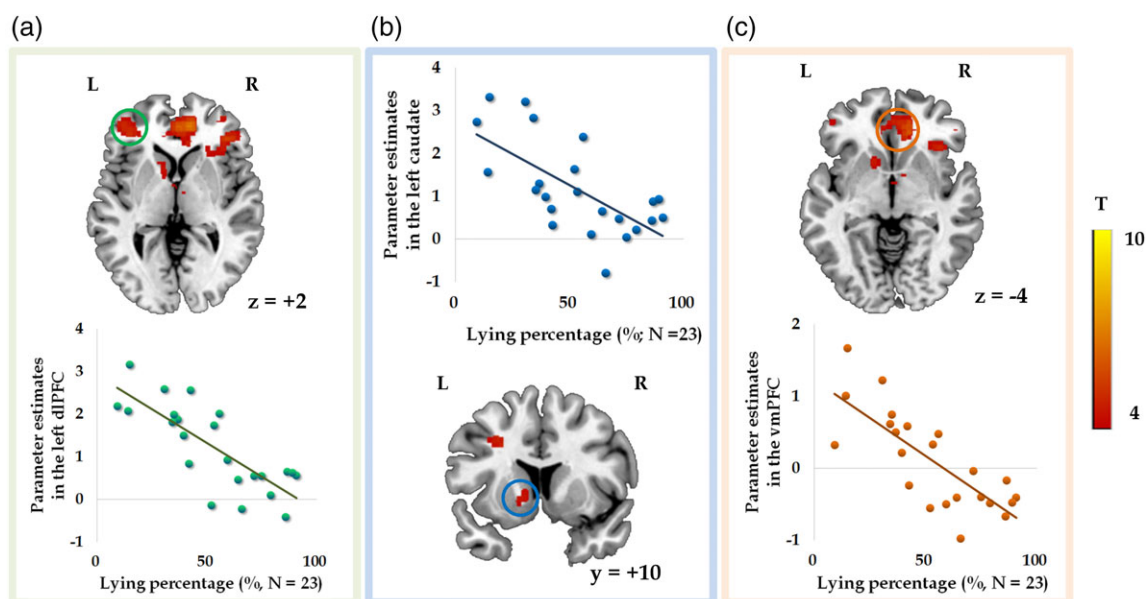 (a)
L R
z = +2
4
3
2
1
0
-1
Parameter estimates
in the left dlPFC
0 50 100
Lying percentage (%, N = 23)
(b)
4
3
2
1
0
-1
Parameter estimates
in the left caudate
0 50 100
Lying percentage (%; N =23)
L R
y = +10
(c)
L R
z = -4
2
1
0
-1
Parameter estimates
in the vmPFC
0 50 100
Lying percentage (%, N = 23)
T
10
4